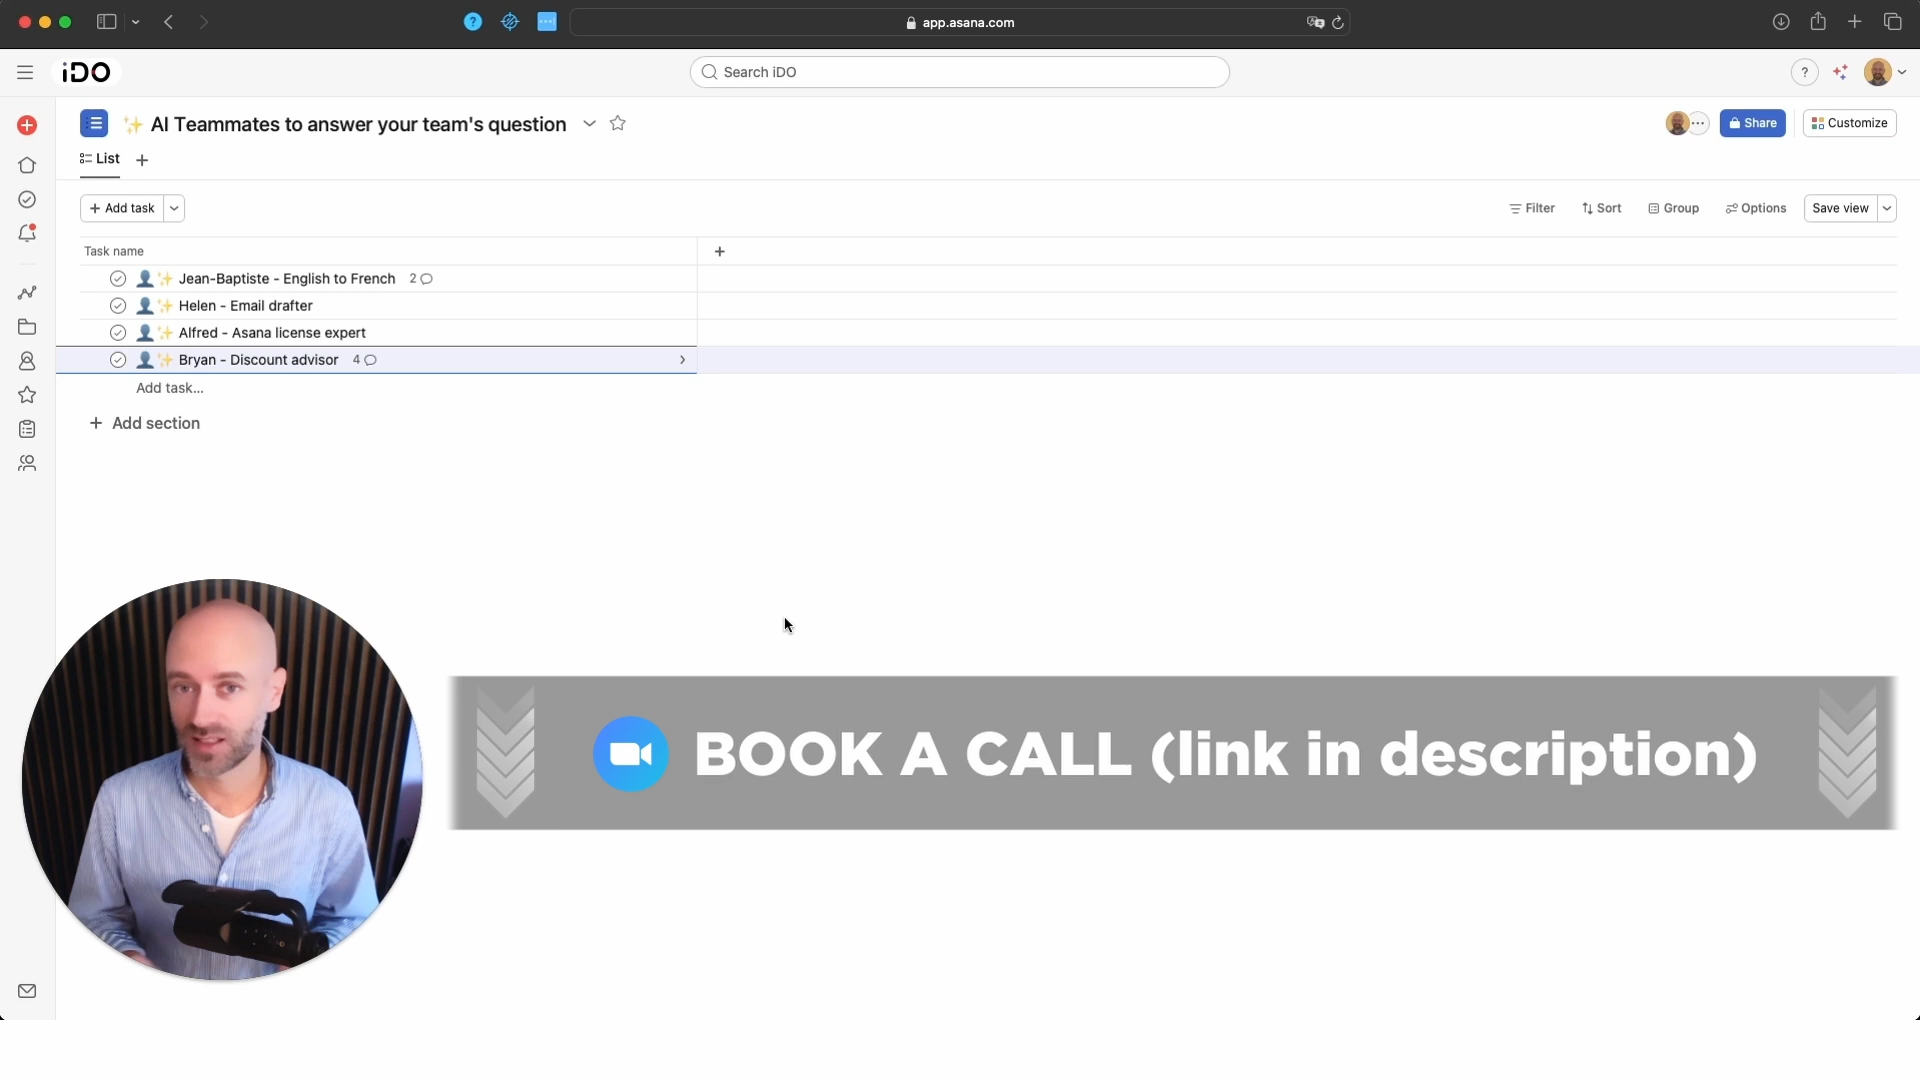 app.asana.com
iDO
Search iDO
?
✨ AI Teammates to answer your team's question
Share
Customize
List
+ Add task
Filter
Sort
Group
Options
Save view
Task name
👤✨ Jean-Baptiste - English to French 2
👤✨ Helen - Email drafter
👤✨ Alfred - Asana license expert
👤✨ Bryan - Discount advisor 4
Add task...
+ Add section
BOOK A CALL (link in description)